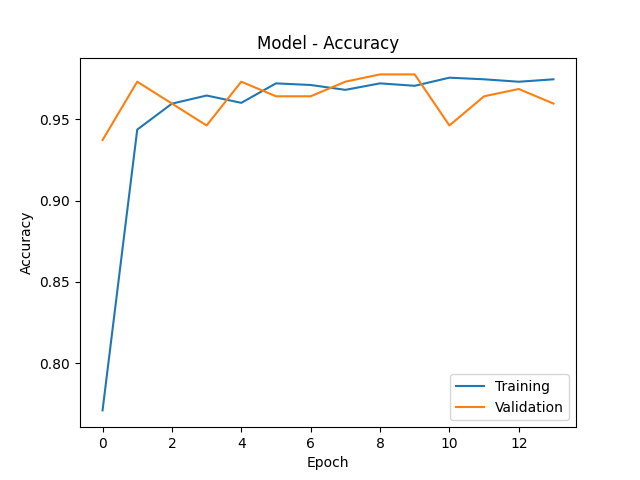 Model - Accuracy
Accuracy
0.95
0.90
0.85
0.80
0 2 4 6 8 10 12
Epoch
Training
Validation